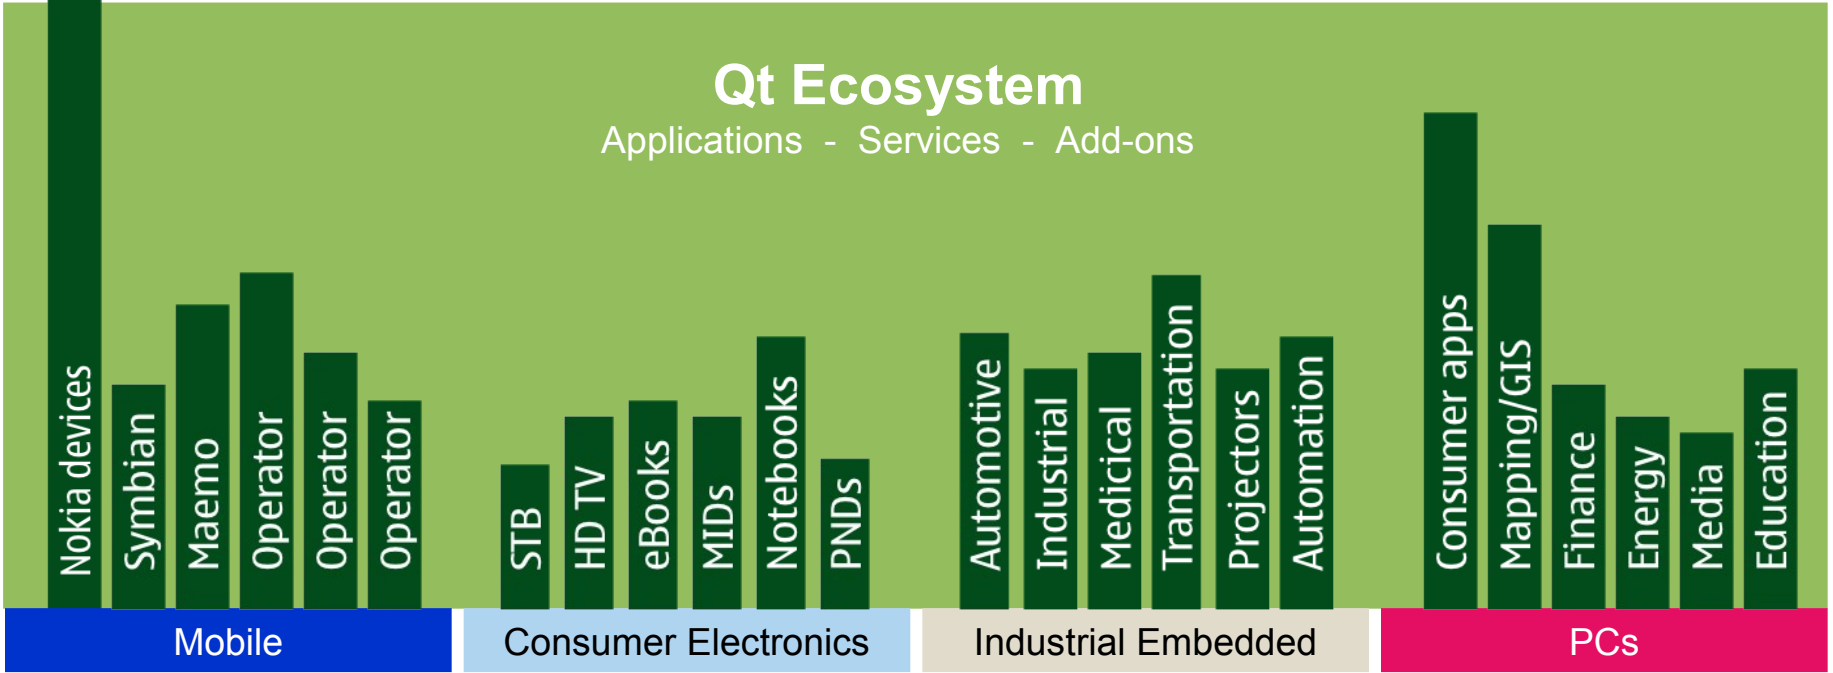 Qt Ecosystem
Applications - Services - Add-ons
Nokia devices
Symbian
Maemo
Operator
Operator
Operator
STB
HD TV
eBooks
MIDs
Notebooks
PNDs
Automotive
Industrial
Medicical
Transportation
Projectors
Automation
Consumer apps
Mapping/GIS
Finance
Energy
Media
Education
Mobile
Consumer Electronics
Industrial Embedded
PCs